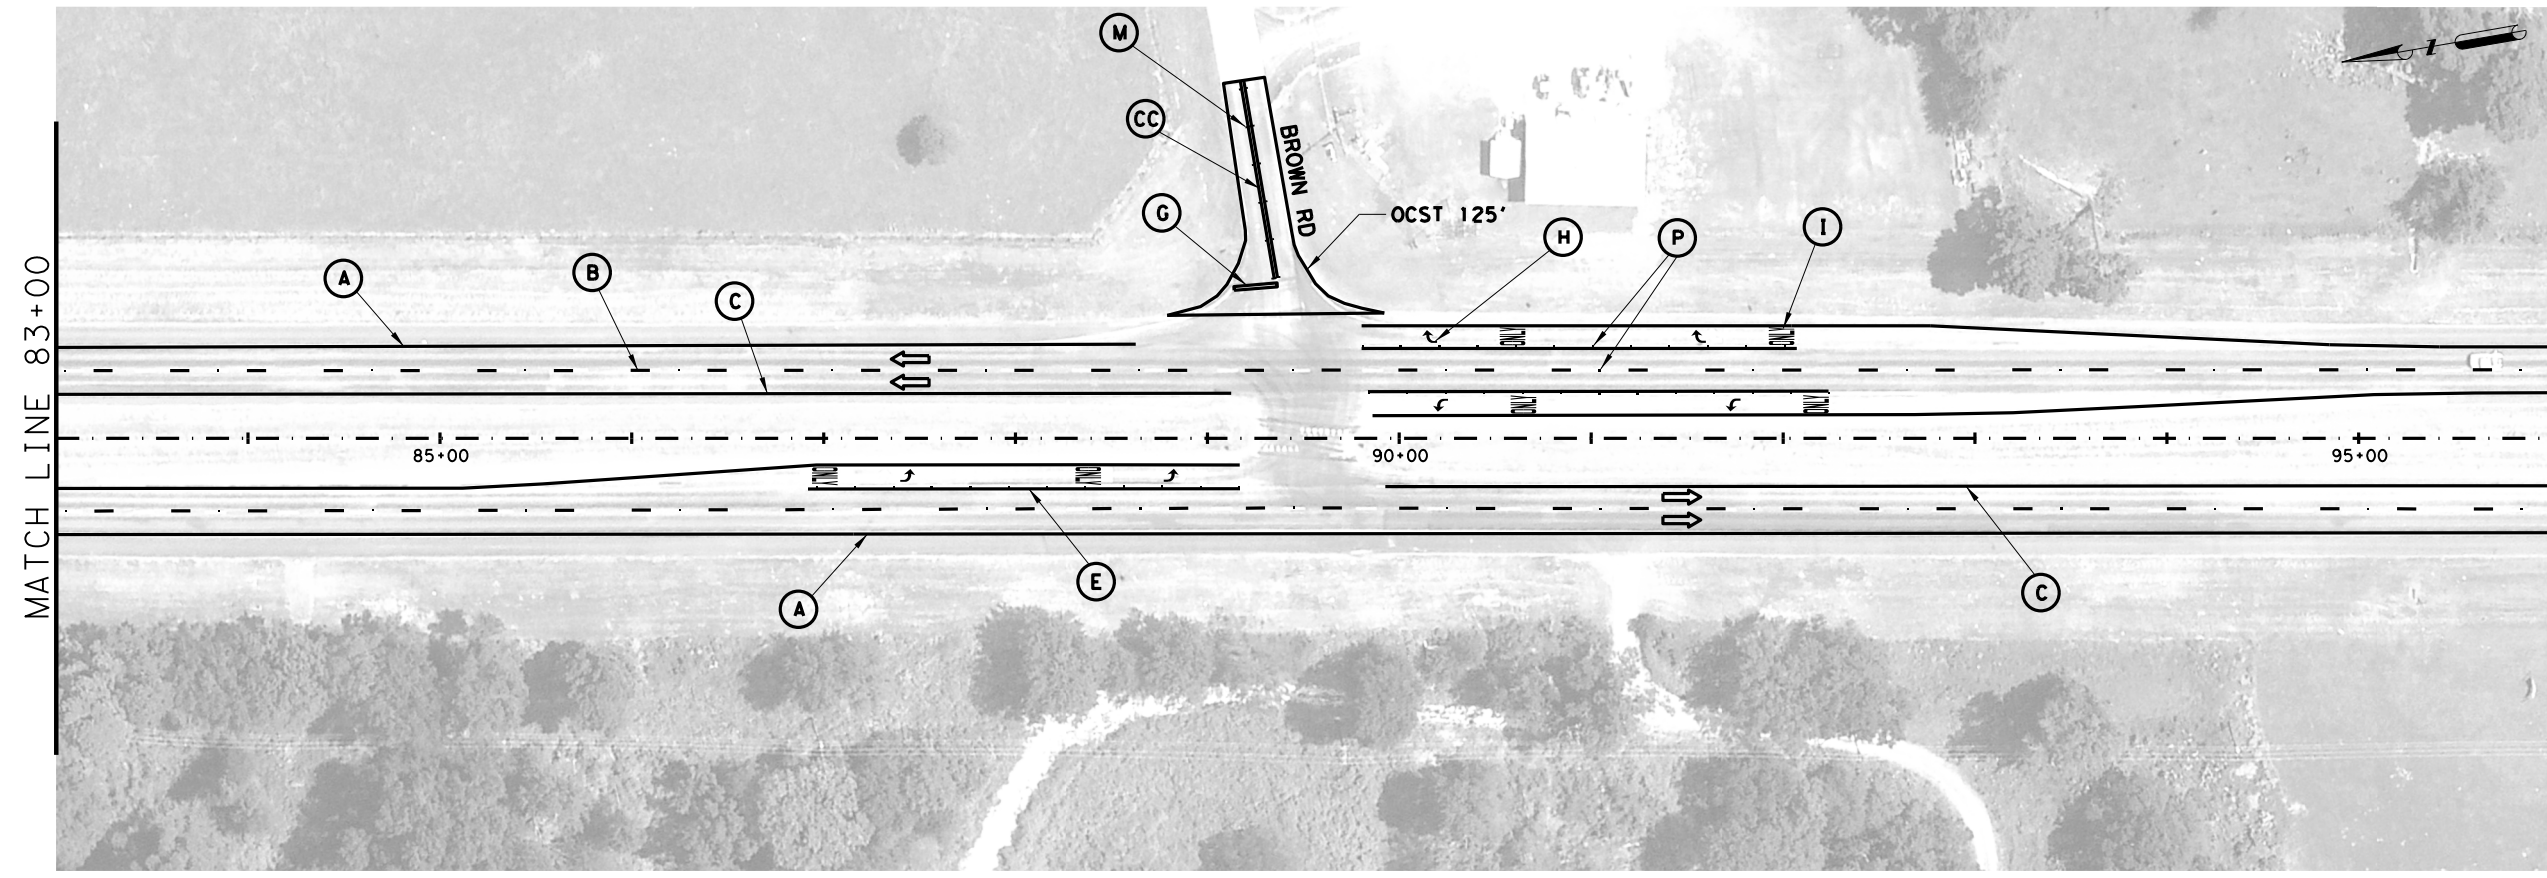 M
CC
BROWN RD
G
OCST 125'
H
P
I
A
B
C
MATCH LINE 83+00
ONLY
ONLY
ONLY
ONLY
85+00
90+00
95+00
ONLY
ONLY
E
A
C